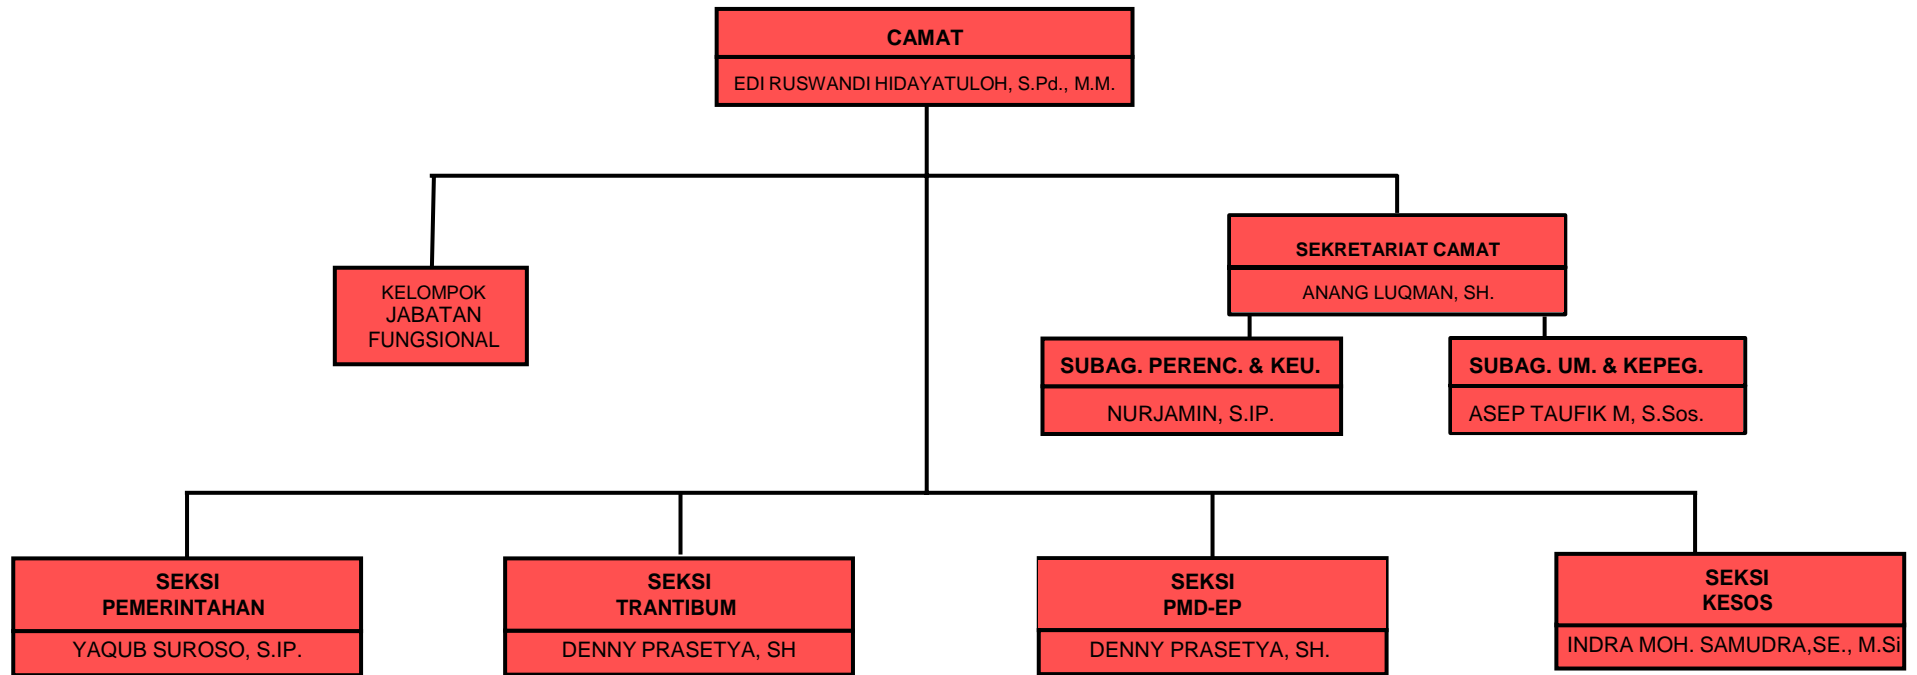 CAMAT
EDI RUSWANDI HIDAYATULOH, S.Pd., M.M.
SEKRETARIAT CAMAT
ANANG LUQMAN, SH.
KELOMPOK
JABATAN
FUNGSIONAL
SUBAG. PERENC. & KEU.
NURJAMIN, S.IP.
SUBAG. UM. & KEPEG.
ASEP TAUFIK M, S.Sos.
SEKSI
PEMERINTAHAN
YAQUB SUROSO, S.IP.
SEKSI
TRANTIBUM
DENNY PRASETYA, SH
SEKSI
PMD-EP
DENNY PRASETYA, SH.
SEKSI
KESOS
INDRA MOH. SAMUDRA,SE., M.Si